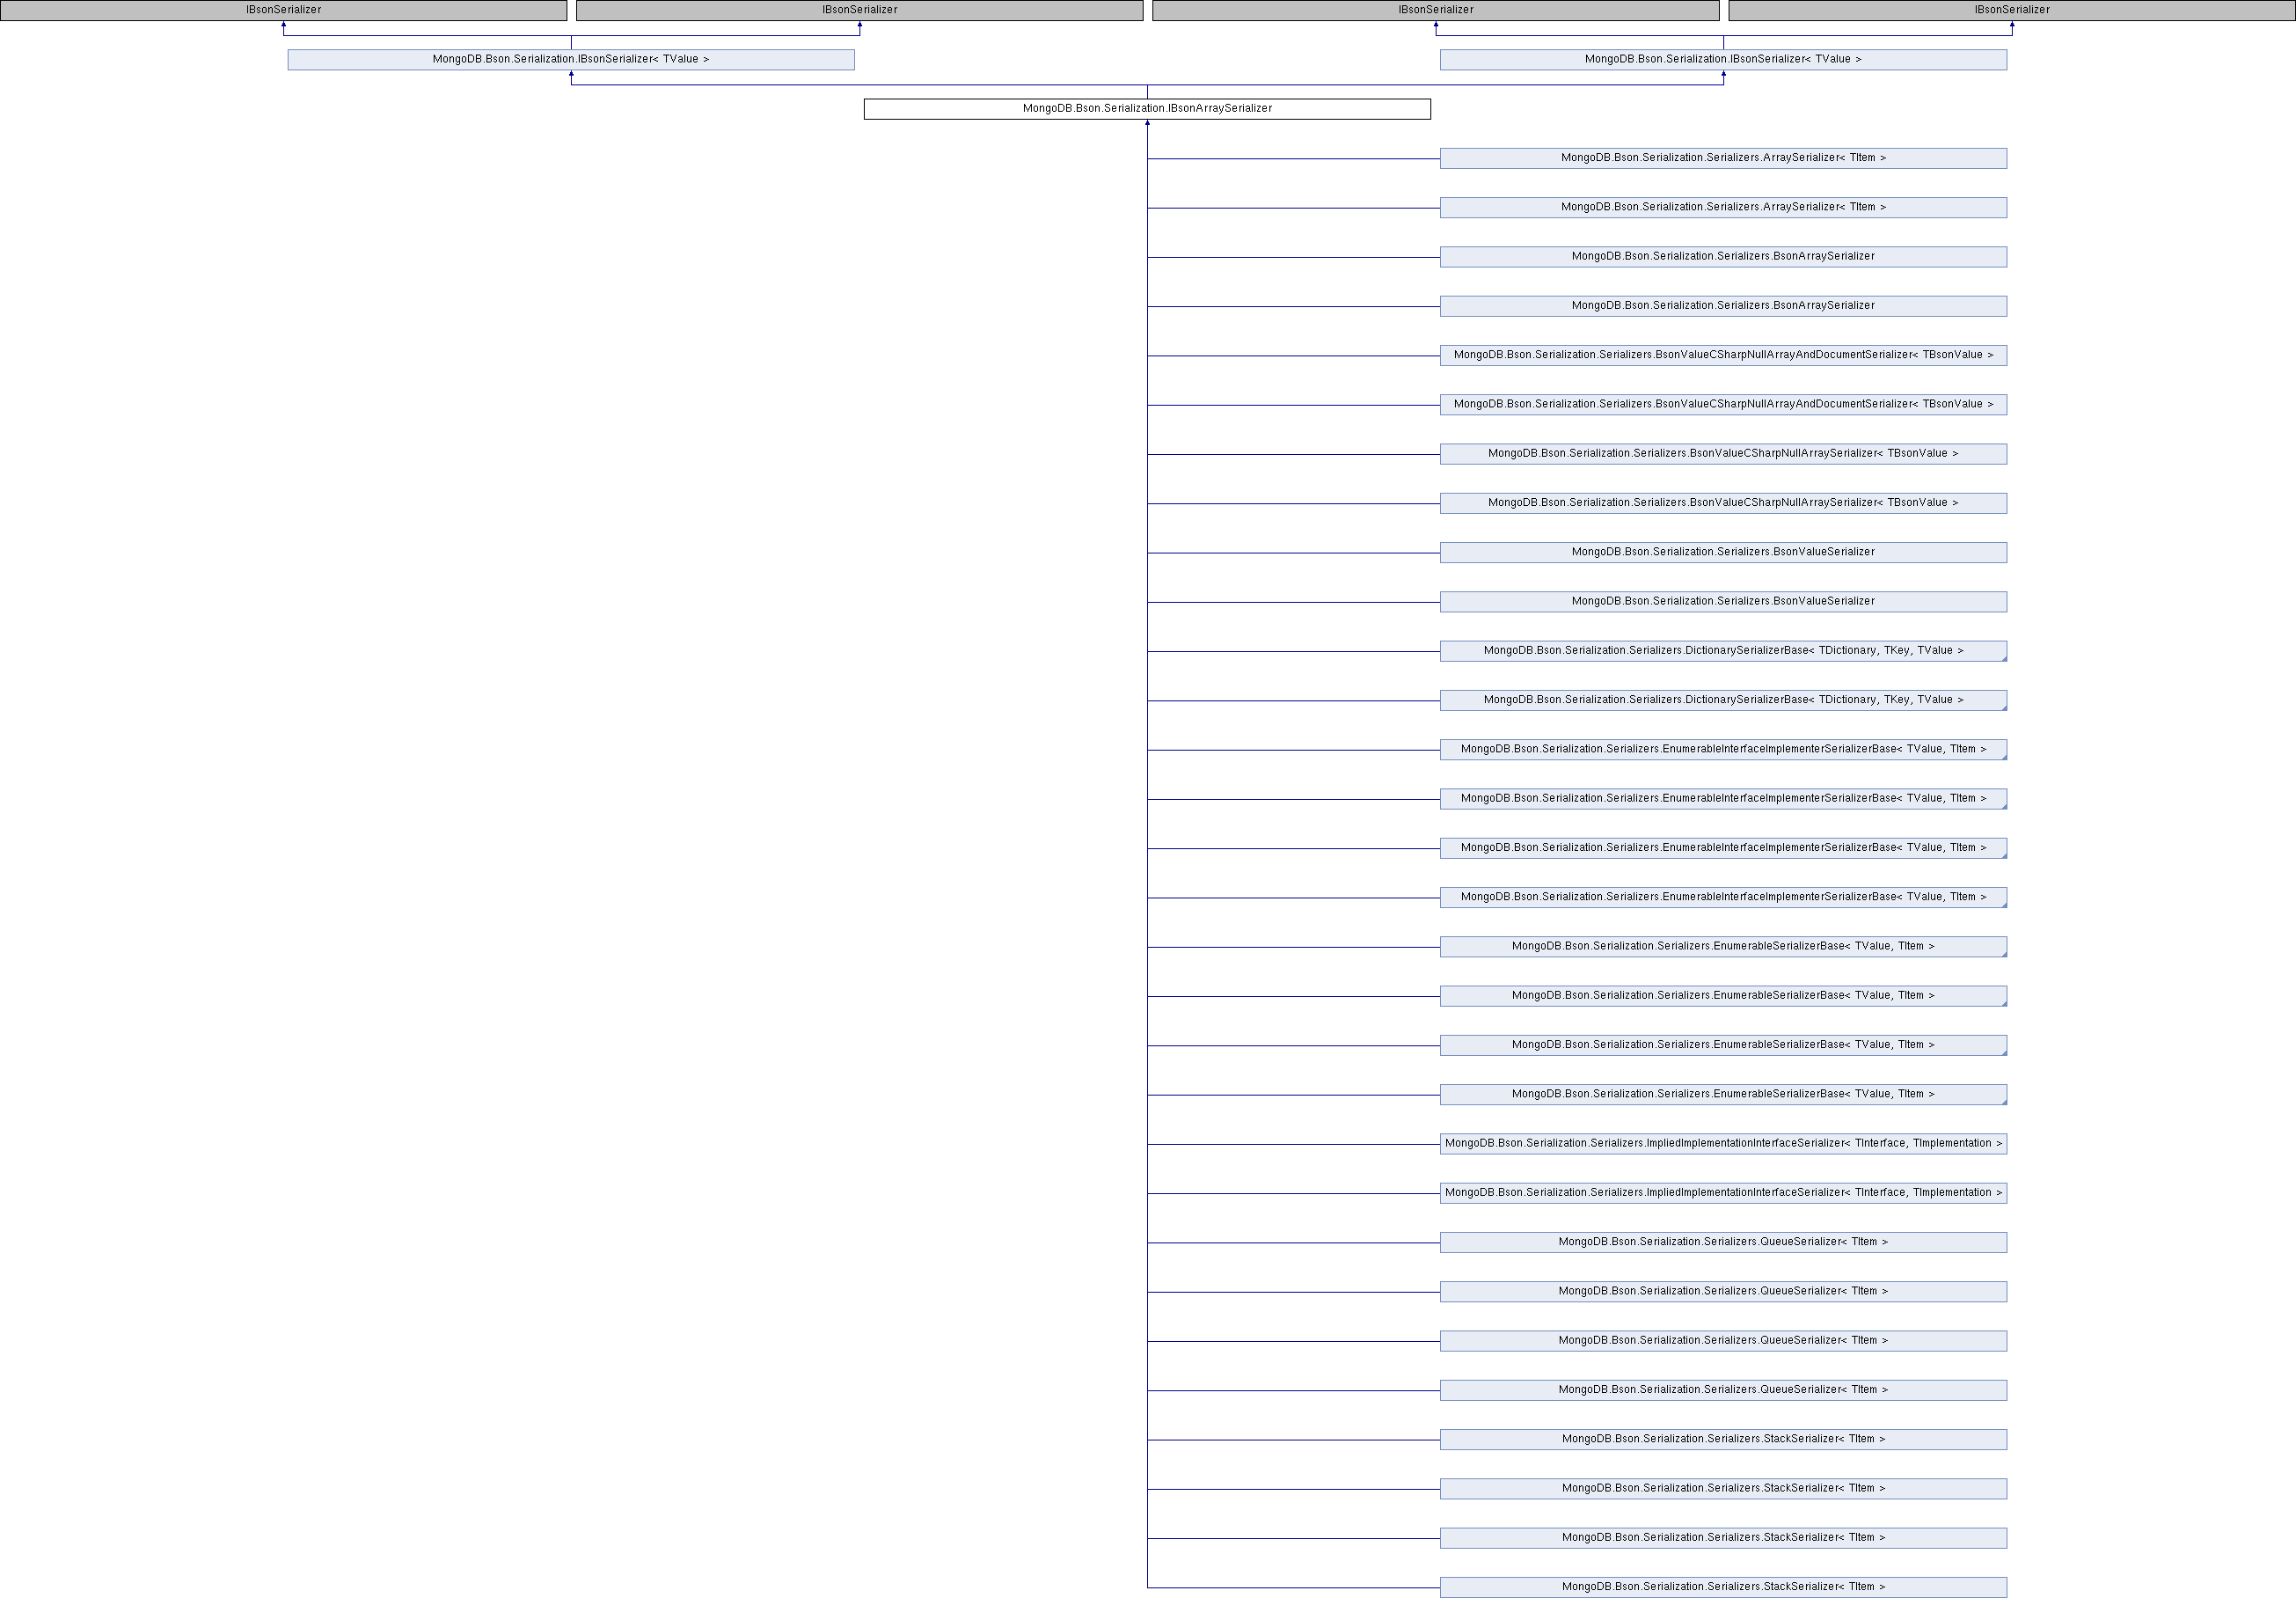 IBsonSerializer
IBsonSerializer
IBsonSerializer
IBsonSerializer
MongoDB.Bson.Serialization.IBsonSerializer< TValue >
MongoDB.Bson.Serialization.IBsonSerializer< TValue >
MongoDB.Bson.Serialization.IBsonArraySerializer
MongoDB.Bson.Serialization.Serializers.ArraySerializer< TItem >
MongoDB.Bson.Serialization.Serializers.ArraySerializer< TItem >
MongoDB.Bson.Serialization.Serializers.BsonArraySerializer
MongoDB.Bson.Serialization.Serializers.BsonArraySerializer
MongoDB.Bson.Serialization.Serializers.BsonValueCSharpNullArrayAndDocumentSerializer< TBsonValue >
MongoDB.Bson.Serialization.Serializers.BsonValueCSharpNullArrayAndDocumentSerializer< TBsonValue >
MongoDB.Bson.Serialization.Serializers.BsonValueCSharpNullArraySerializer< TBsonValue >
MongoDB.Bson.Serialization.Serializers.BsonValueCSharpNullArraySerializer< TBsonValue >
MongoDB.Bson.Serialization.Serializers.BsonValueSerializer
MongoDB.Bson.Serialization.Serializers.BsonValueSerializer
MongoDB.Bson.Serialization.Serializers.DictionarySerializerBase< TDictionary, TKey, TValue >
MongoDB.Bson.Serialization.Serializers.DictionarySerializerBase< TDictionary, TKey, TValue >
MongoDB.Bson.Serialization.Serializers.EnumerableInterfaceImplementerSerializerBase< TValue, TItem >
MongoDB.Bson.Serialization.Serializers.EnumerableInterfaceImplementerSerializerBase< TValue, TItem >
MongoDB.Bson.Serialization.Serializers.EnumerableInterfaceImplementerSerializerBase< TValue, TItem >
MongoDB.Bson.Serialization.Serializers.EnumerableInterfaceImplementerSerializerBase< TValue, TItem >
MongoDB.Bson.Serialization.Serializers.EnumerableSerializerBase< TValue, TItem >
MongoDB.Bson.Serialization.Serializers.EnumerableSerializerBase< TValue, TItem >
MongoDB.Bson.Serialization.Serializers.EnumerableSerializerBase< TValue, TItem >
MongoDB.Bson.Serialization.Serializers.EnumerableSerializerBase< TValue, TItem >
MongoDB.Bson.Serialization.Serializers.ImpliedImplementationInterfaceSerializer< TInterface, TImplementation >
MongoDB.Bson.Serialization.Serializers.ImpliedImplementationInterfaceSerializer< TInterface, TImplementation >
MongoDB.Bson.Serialization.Serializers.QueueSerializer< TItem >
MongoDB.Bson.Serialization.Serializers.QueueSerializer< TItem >
MongoDB.Bson.Serialization.Serializers.QueueSerializer< TItem >
MongoDB.Bson.Serialization.Serializers.QueueSerializer< TItem >
MongoDB.Bson.Serialization.Serializers.StackSerializer< TItem >
MongoDB.Bson.Serialization.Serializers.StackSerializer< TItem >
MongoDB.Bson.Serialization.Serializers.StackSerializer< TItem >
MongoDB.Bson.Serialization.Serializers.StackSerializer< TItem >